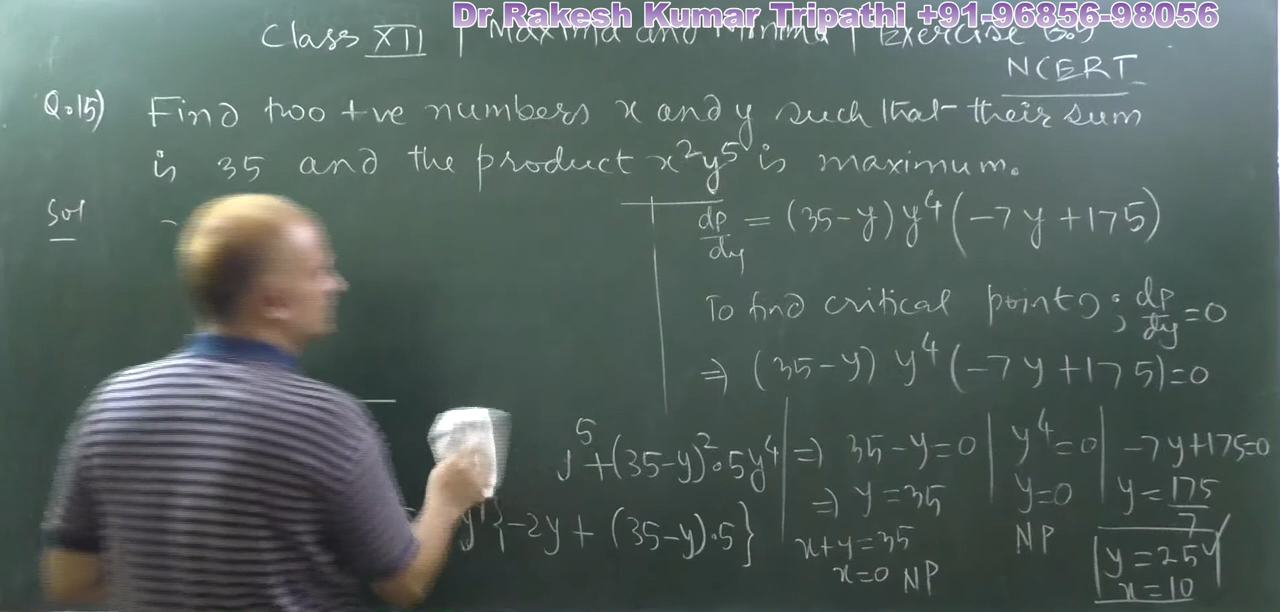 Dr Rakesh Kumar Tripathi +91-96856-98056
Class XII | Maxima and Minima | Exercise 6.5
NCERT
Q.15) Find two +ve numbers x and y such that their sum
is 35 and the product x²y⁵ is maximum.
Sol
dp/dy = (35-y) y⁴ (-7y+175)
To find critical points; dp/dy = 0
⇒ (35-y) y⁴ (-7y+175)=0
⁵+(35-y)²·5y⁴
{-2y + (35-y)·5}
⇒ 35-y=0 | y⁴=0 | -7y+175=0
⇒ y=35
y=0
y=175/7
x+y=35
x=0 NP
NP
y=25
x=10